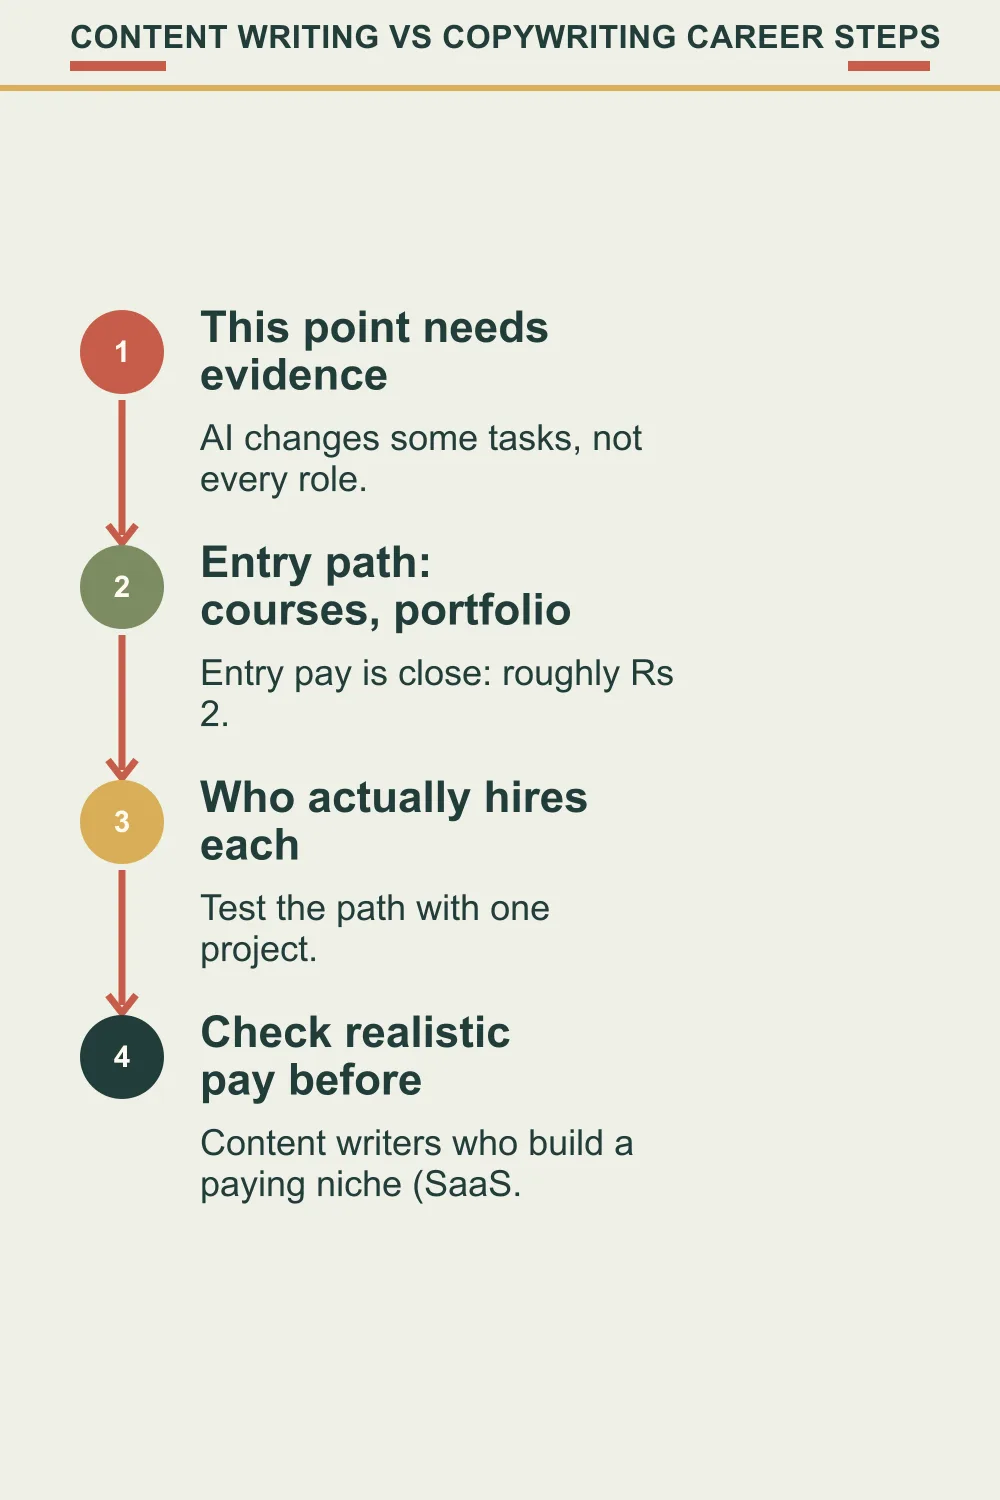 CONTENT WRITING VS COPYWRITING CAREER STEPS
1
This point needs
evidence
AI changes some tasks, not
every role.
2
Entry path:
courses, portfolio
Entry pay is close: roughly Rs
2.
3
Who actually hires
each
Test the path with one
project.
4
Check realistic
pay before
Content writers who build a
paying niche (SaaS.